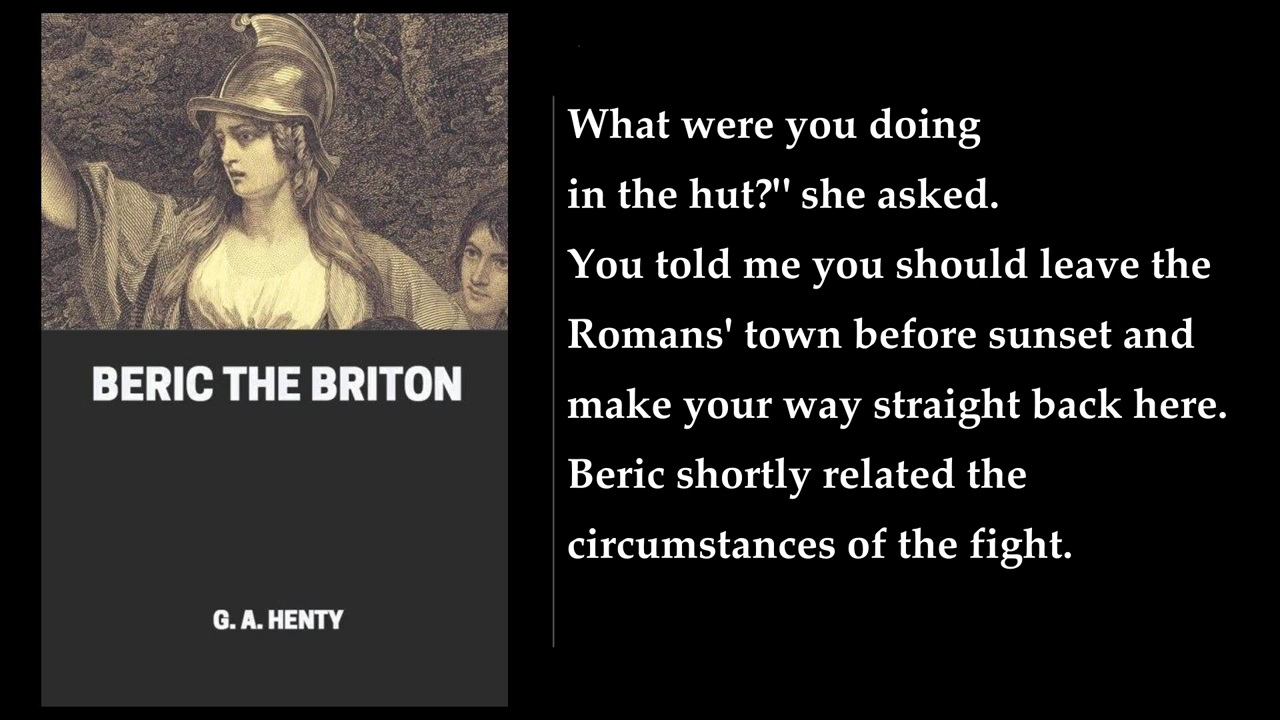 BERIC THE BRITON
G. A. HENTY
What were you doing
in the hut?" she asked.
You told me you should leave the
Romans' town before sunset and
make your way straight back here.
Beric shortly related the
circumstances of the fight.